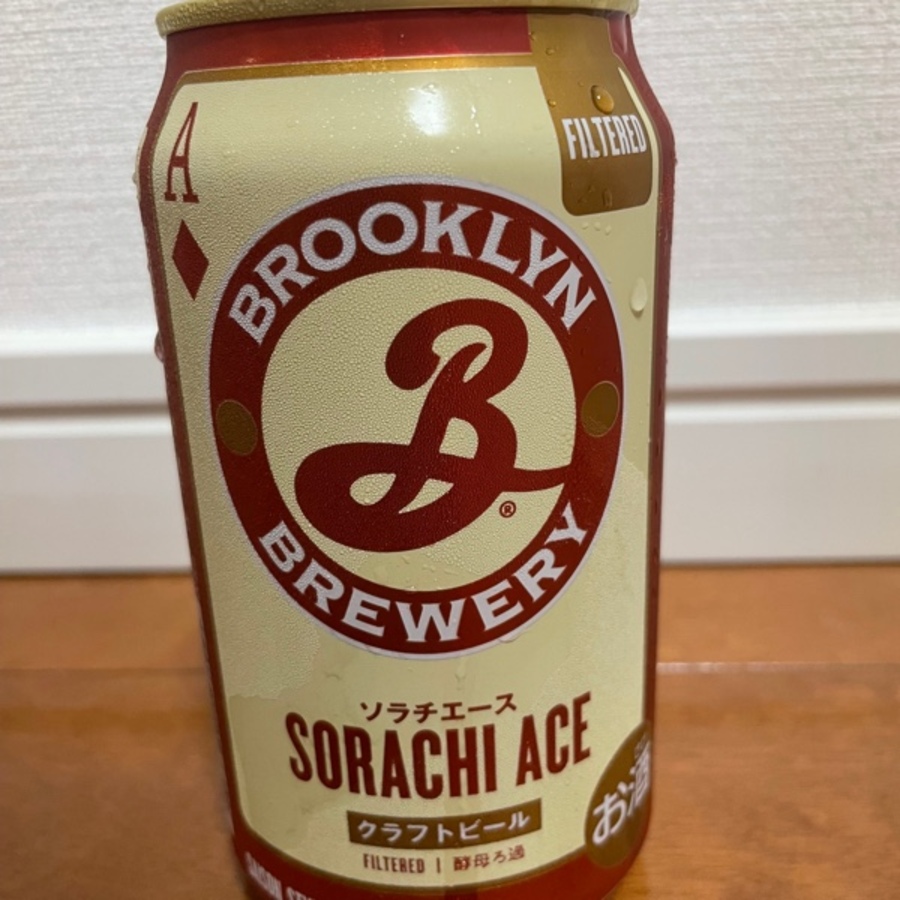 A
FILTERED
BROOKLYN
B
®
BREWERY
ソラチエース
SORACHI ACE
お酒
クラフトビール
FILTERED | 酵母ろ過
SAISON